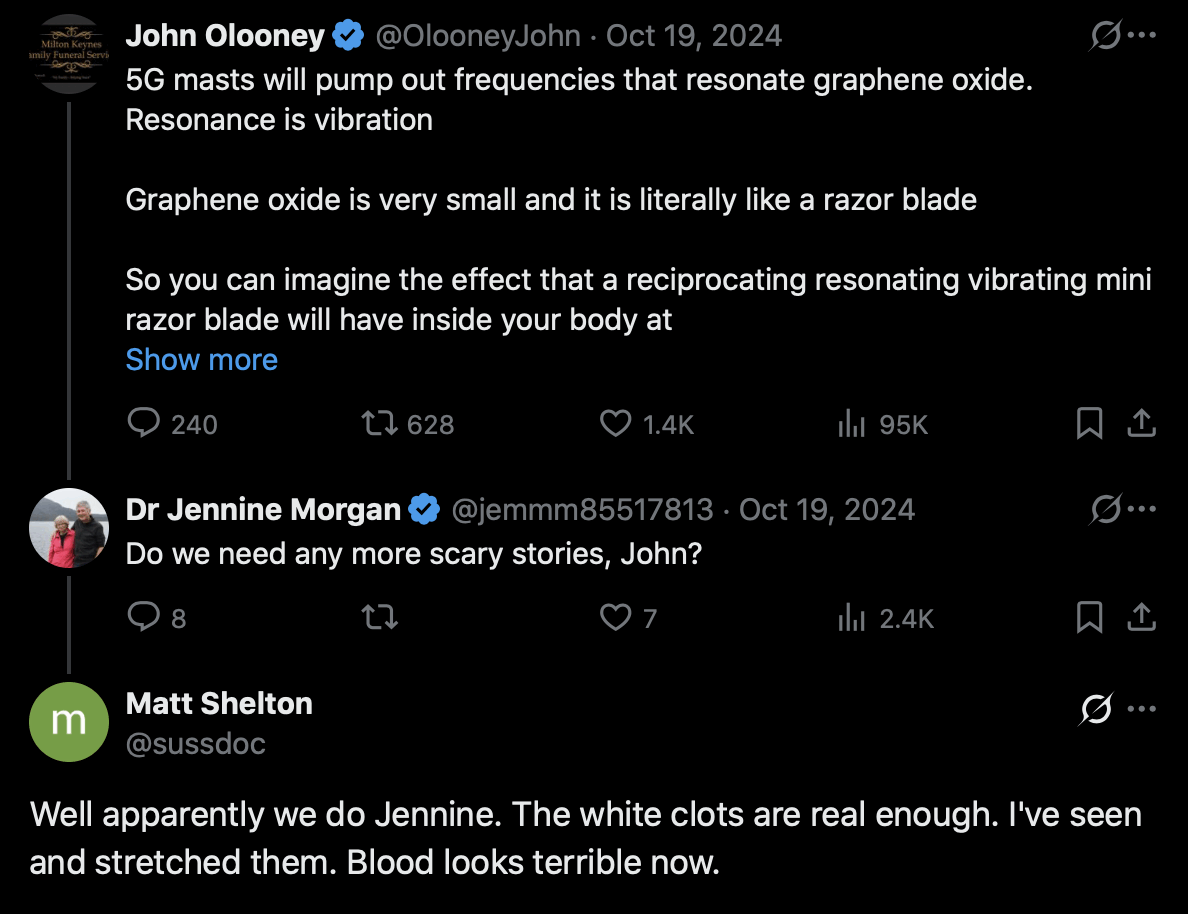 Milton Keynes
John Olooney @OlooneyJohn · Oct 19, 2024
5G masts will pump out frequencies that resonate graphene oxide.
Resonance is vibration
Graphene oxide is very small and it is literally like a razor blade
So you can imagine the effect that a reciprocating resonating vibrating mini
razor blade will have inside your body at
Show more
240 628 1.4K 95K
Dr Jennine Morgan @jemmm85517813 · Oct 19, 2024
Do we need any more scary stories, John?
8 7 2.4K
m
Matt Shelton
@sussdoc
Well apparently we do Jennine. The white clots are real enough. I've seen
and stretched them. Blood looks terrible now.